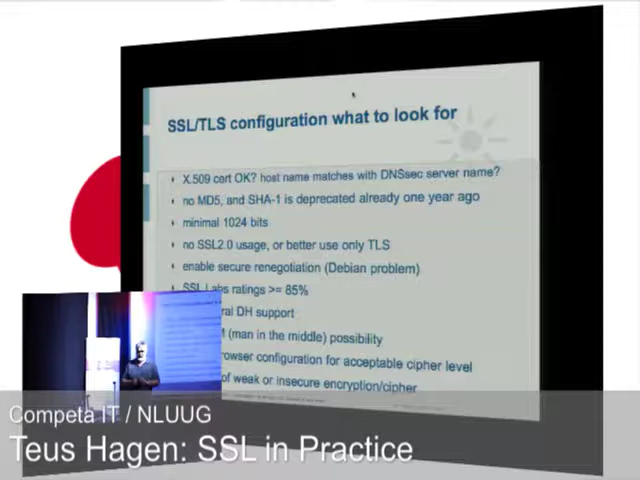 SSL/TLS configuration what to look for
X.509 cert OK? host name matches with DNSsec server name?
no MD5, and SHA-1 is deprecated already one year ago
minimal 1024 bits
no SSL2.0 usage, or better use only TLS
enable secure renegotiation (Debian problem)
SSL Labs ratings >= 85%
DH support
(man in the middle) possibility
configuration for acceptable cipher level
of weak or insecure encryption/cipher
Competa IT / NLUUG
Teus Hagen: SSL in Practice